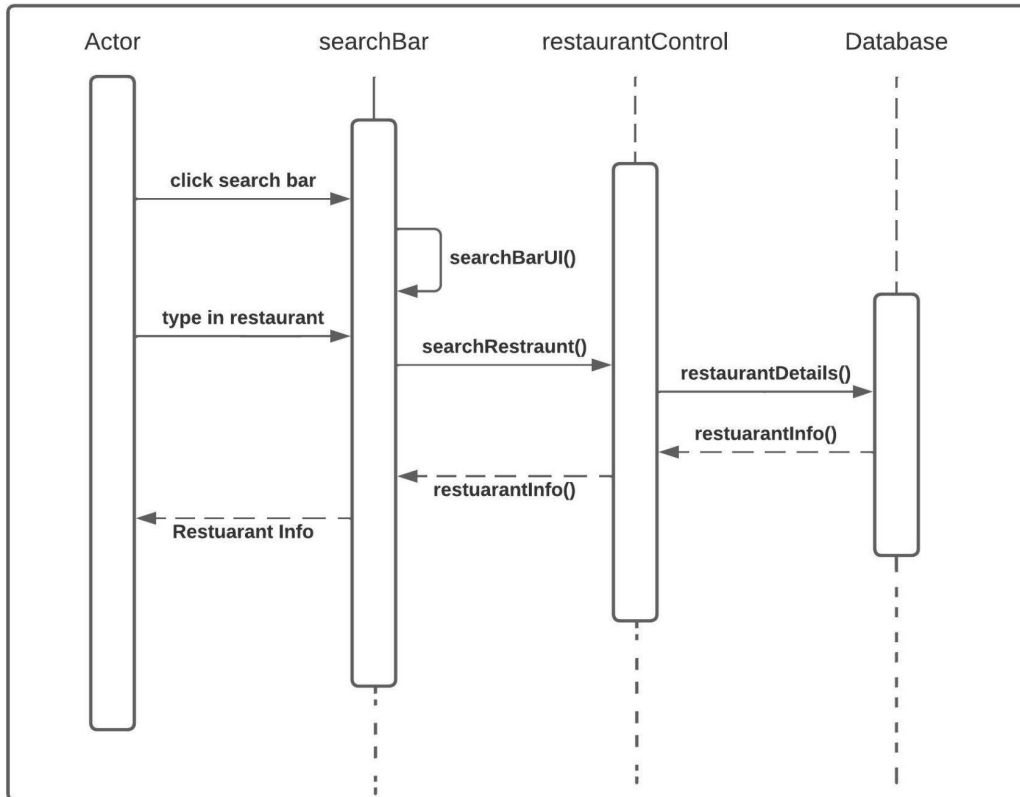 Actor
searchBar
restaurantControl
Database
click search bar
searchBarUI()
type in restaurant
searchRestraunt()
restaurantDetails()
restuarantInfo()
restuarantInfo()
Restuarant Info